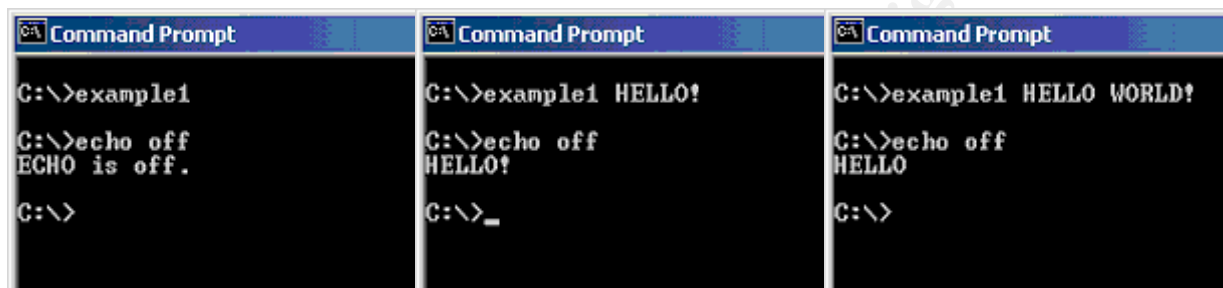 Command Prompt
C:\>example1
C:\>echo off
ECHO is off.
C:\>
Command Prompt
C:\>example1 HELLO!
C:\>echo off
HELLO!
C:\>_
Command Prompt
C:\>example1 HELLO WORLD!
C:\>echo off
HELLO
C:\>